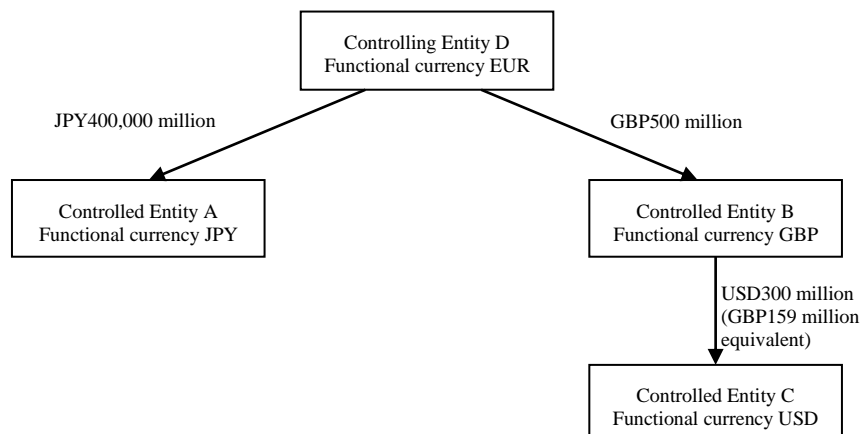 Controlling Entity D
Functional currency EUR
JPY400,000 million
GBP500 million
Controlled Entity A
Functional currency JPY
Controlled Entity B
Functional currency GBP
USD300 million
(GBP159 million
equivalent)
Controlled Entity C
Functional currency USD